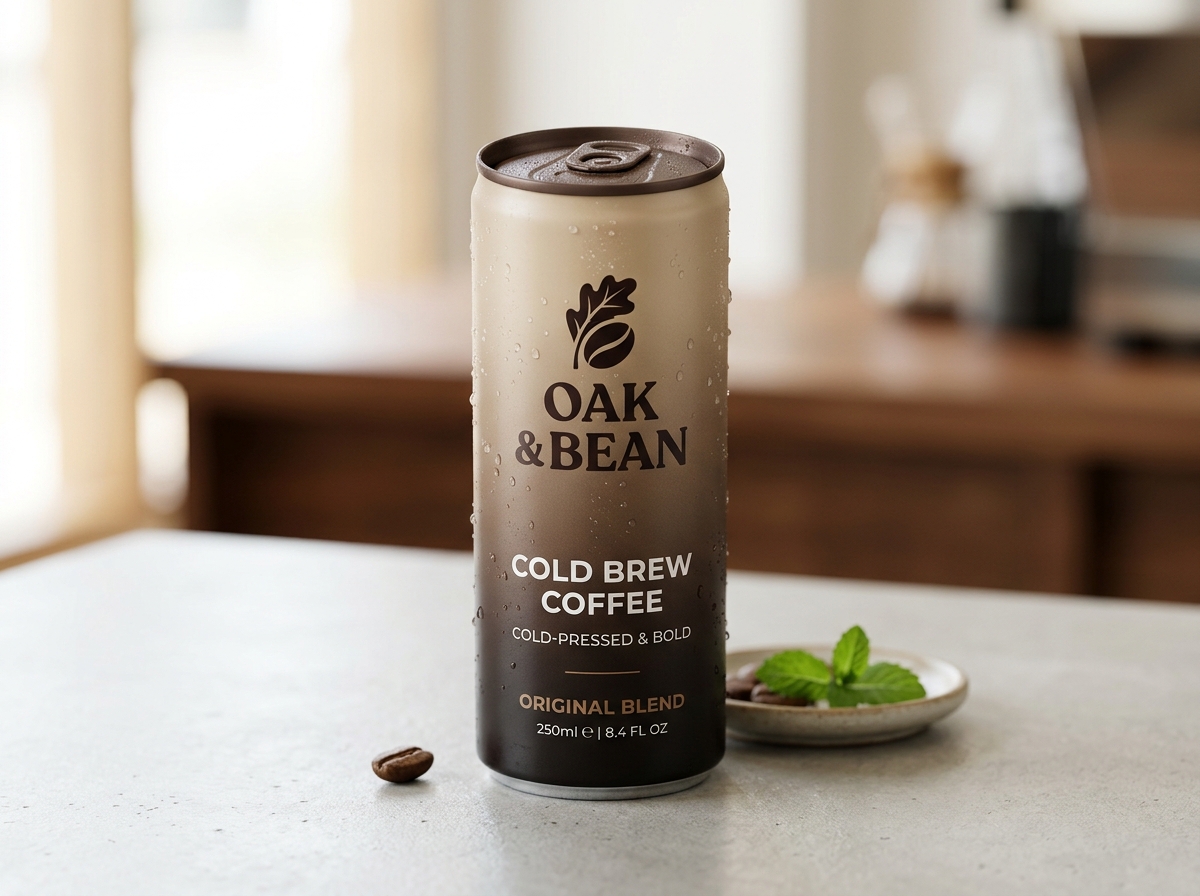 OAK
&BEAN
COLD BREW
COFFEE
COLD-PRESSED & BOLD
ORIGINAL BLEND
250ml ℮ | 8.4 FL OZ